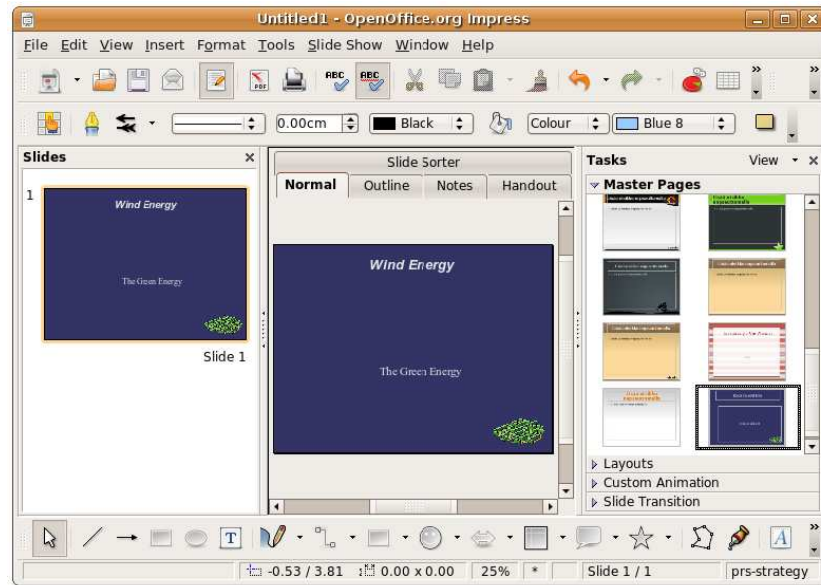 Untitled1 - OpenOffice.org Impress
File Edit View Insert Format Tools Slide Show Window Help
PDF ABC ABC » »
0.00cm Black Colour Blue 8
Slides × Slide Sorter Tasks View ×
Normal Outline Notes Handout
Master Pages
1
Wind Energy
The Green Energy
Slide 1
Wind Energy
The Green Energy
Layouts
Custom Animation
Slide Transition
T A »
-0.53 / 3.81 0.00 x 0.00 25% * Slide 1 / 1 prs-strategy